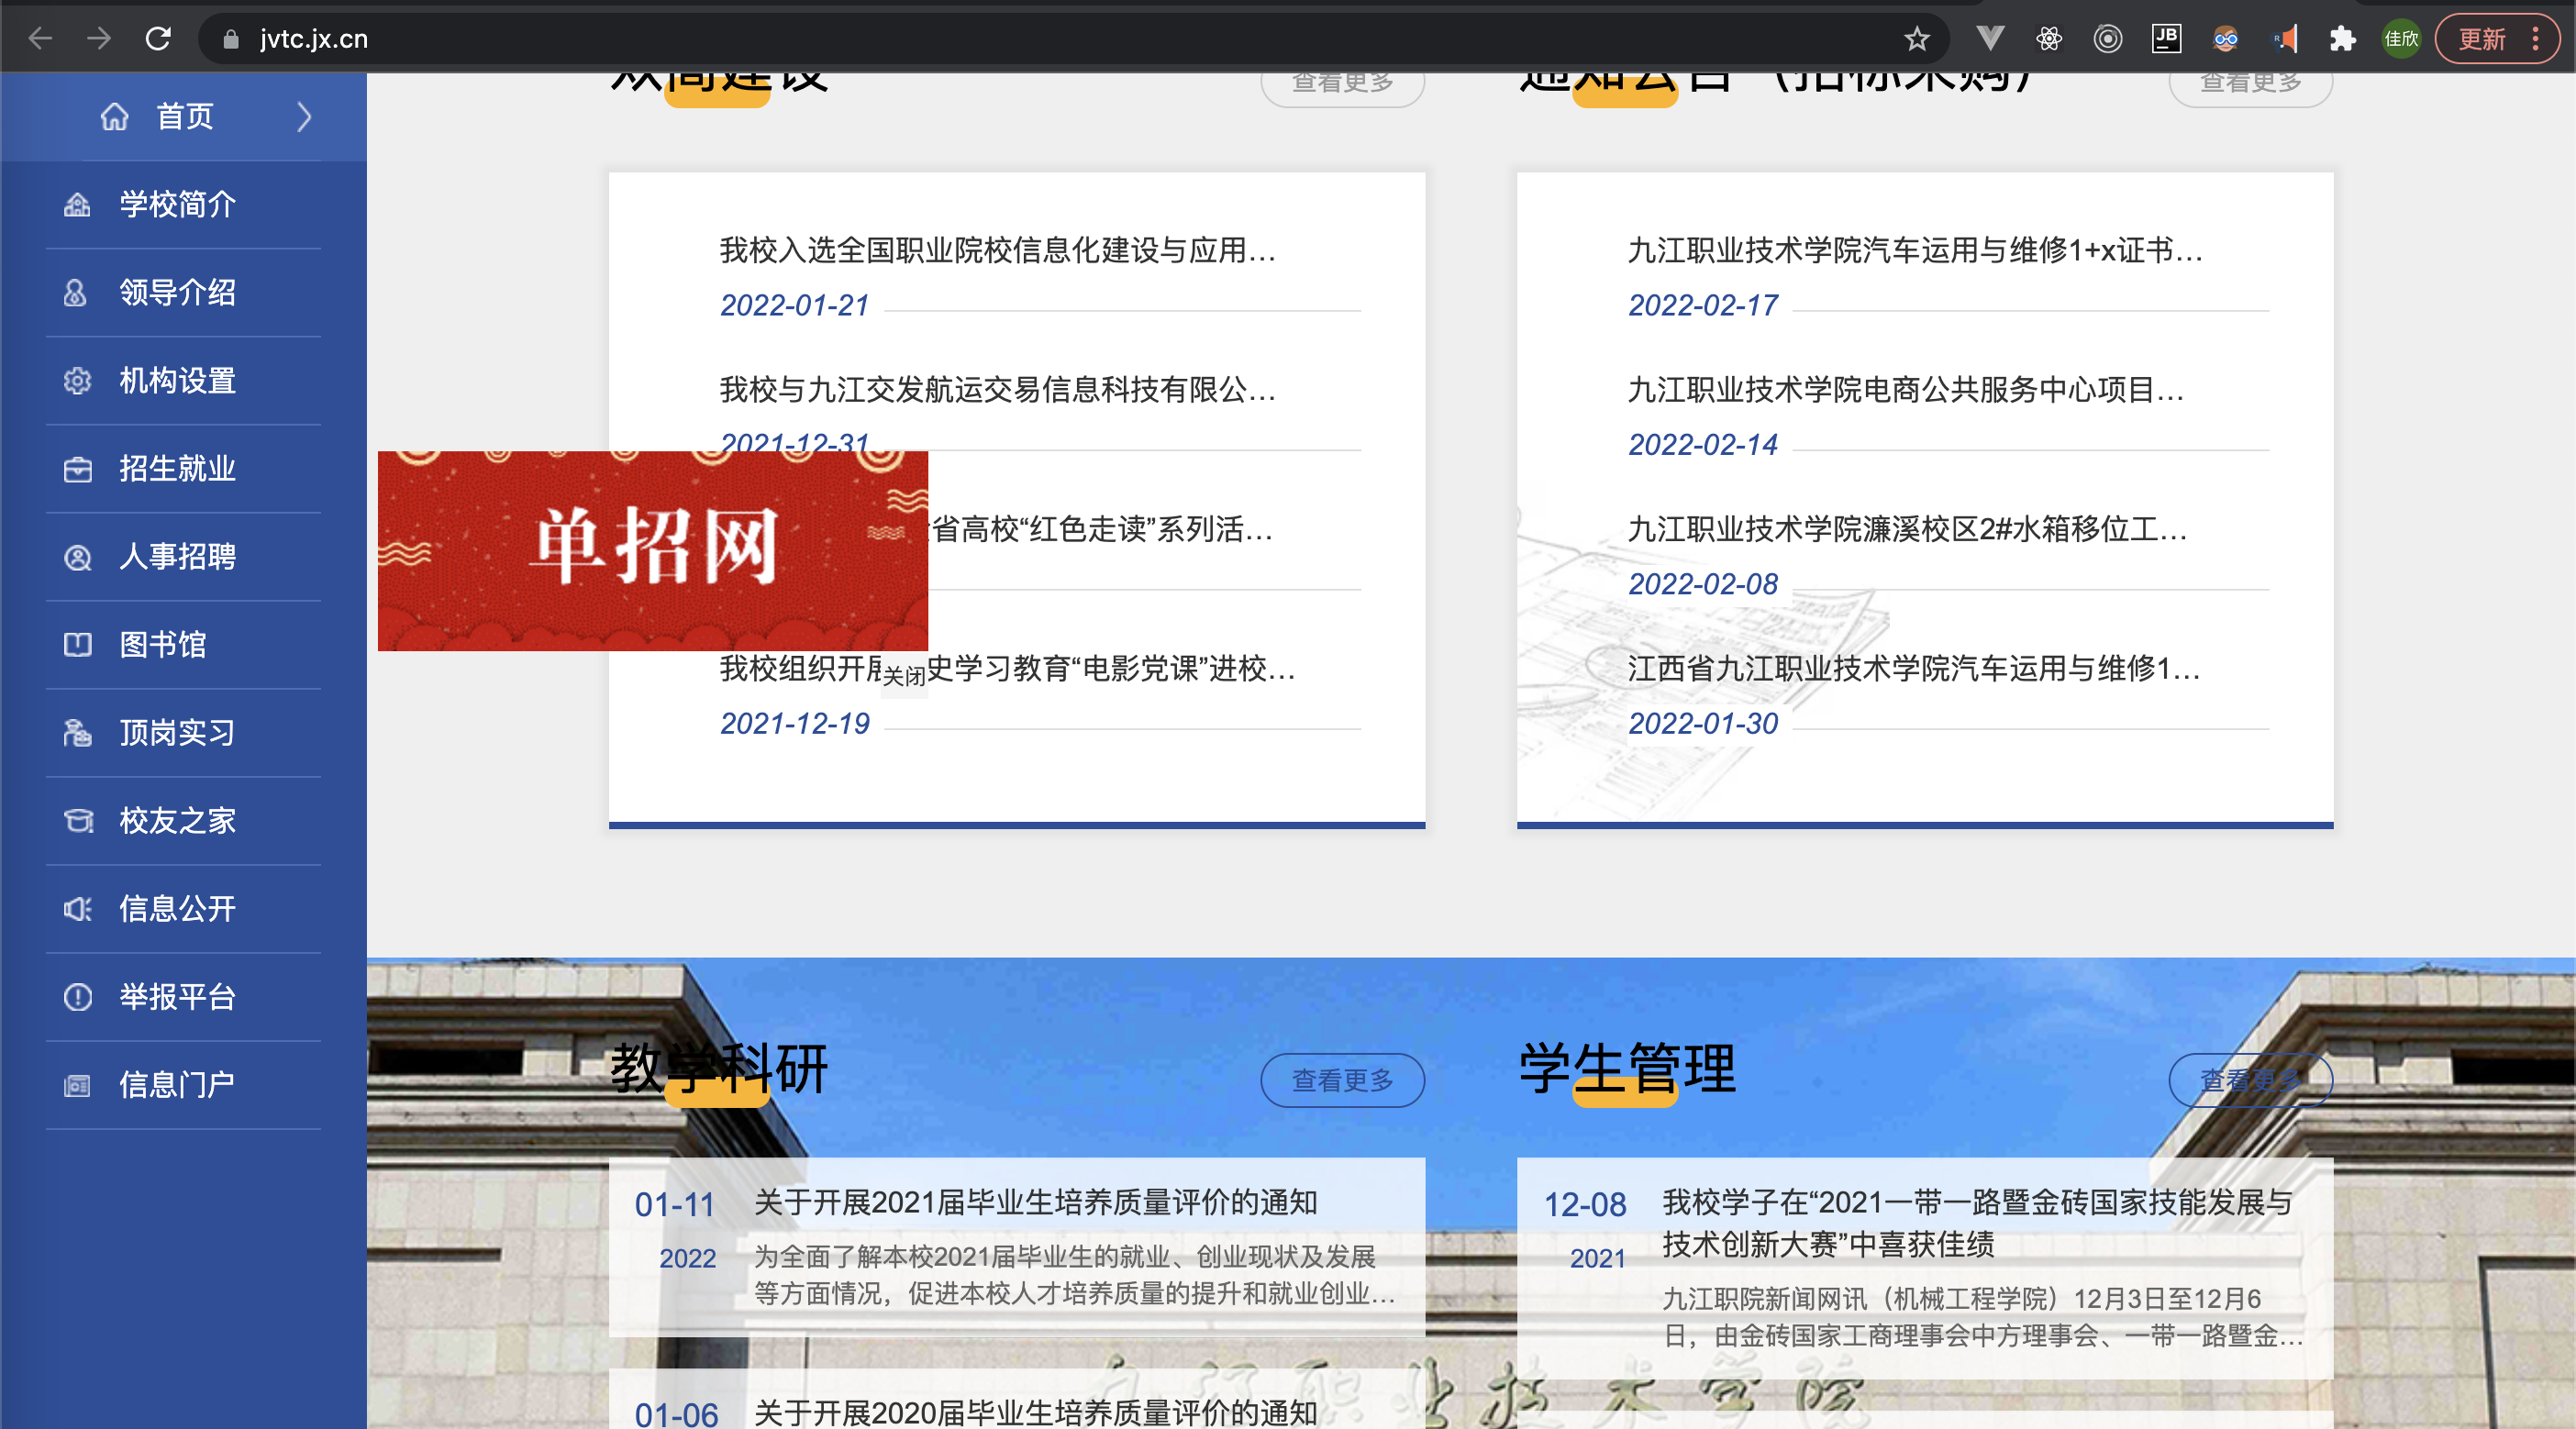 jvtc.jx.cn
JB
佳欣
更新
首页
学校简介
领导介绍
机构设置
招生就业
人事招聘
图书馆
顶岗实习
校友之家
信息公开
举报平台
信息门户
双高建设
查看更多
我校入选全国职业院校信息化建设与应用...
2022-01-21
我校与九江交发航运交易信息科技有限公...
2021-12-31
省高校“红色走读”系列活...
我校组织开展
史学习教育“电影党课”进校...
2021-12-19
单招网
关闭
通知公告（招标采购）
查看更多
九江职业技术学院汽车运用与维修1+x证书...
2022-02-17
九江职业技术学院电商公共服务中心项目...
2022-02-14
九江职业技术学院濂溪校区2#水箱移位工...
2022-02-08
江西省九江职业技术学院汽车运用与维修1...
2022-01-30
教学科研
查看更多
01-11
2022
关于开展2021届毕业生培养质量评价的通知
为全面了解本校2021届毕业生的就业、创业现状及发展
等方面情况，促进本校人才培养质量的提升和就业创业...
01-06
关于开展2020届毕业生培养质量评价的通知
学生管理
查看更多
12-08
2021
我校学子在“2021一带一路暨金砖国家技能发展与
技术创新大赛”中喜获佳绩
九江职院新闻网讯（机械工程学院）12月3日至12月6
日，由金砖国家工商理事会中方理事会、一带一路暨金...
九江职业技术学院